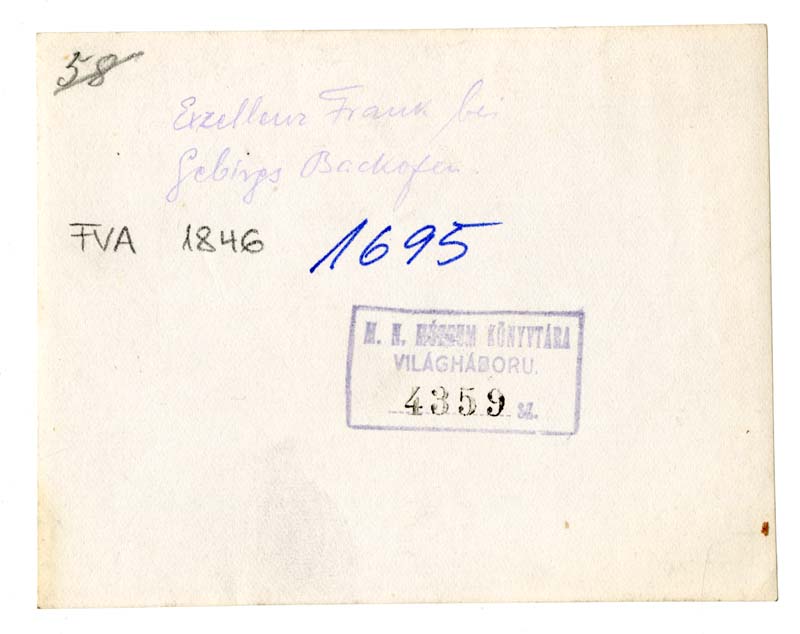 58
Exzellenz Frank bei
Gebirgs Backofen.
FVA 1846 1695
M. N. MÚZEUM KÖNYVTÁRA
VILÁGHÁBORU.
4359 sz.